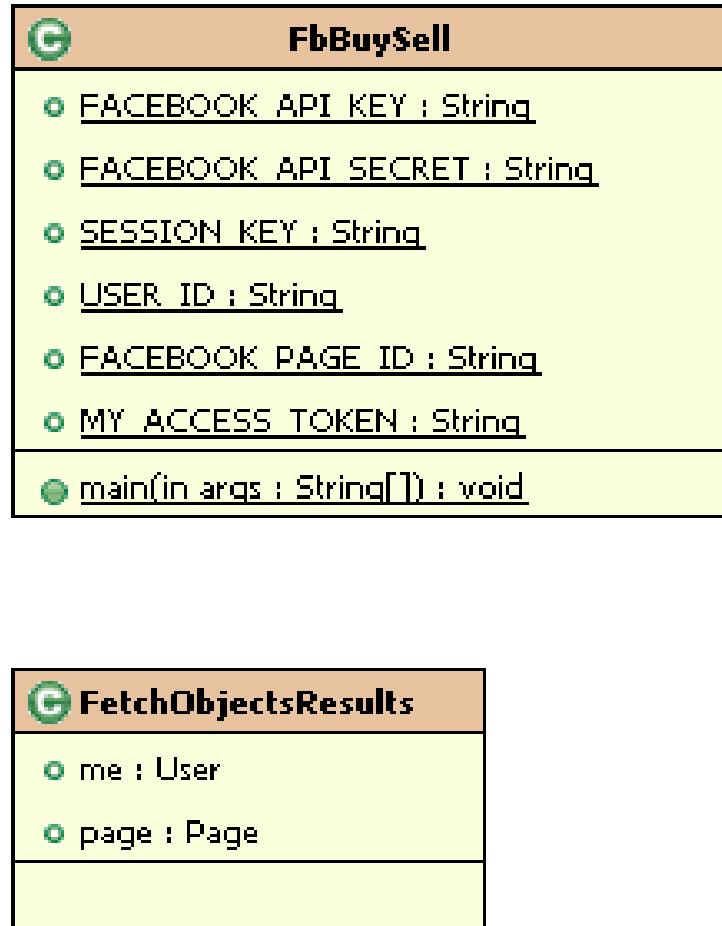 FbBuySell
FACEBOOK_API_KEY : String
FACEBOOK_API_SECRET : String
SESSION_KEY : String
USER_ID : String
FACEBOOK_PAGE_ID : String
MY_ACCESS_TOKEN : String
main(in args : String[]) : void
FetchObjectsResults
me : User
page : Page